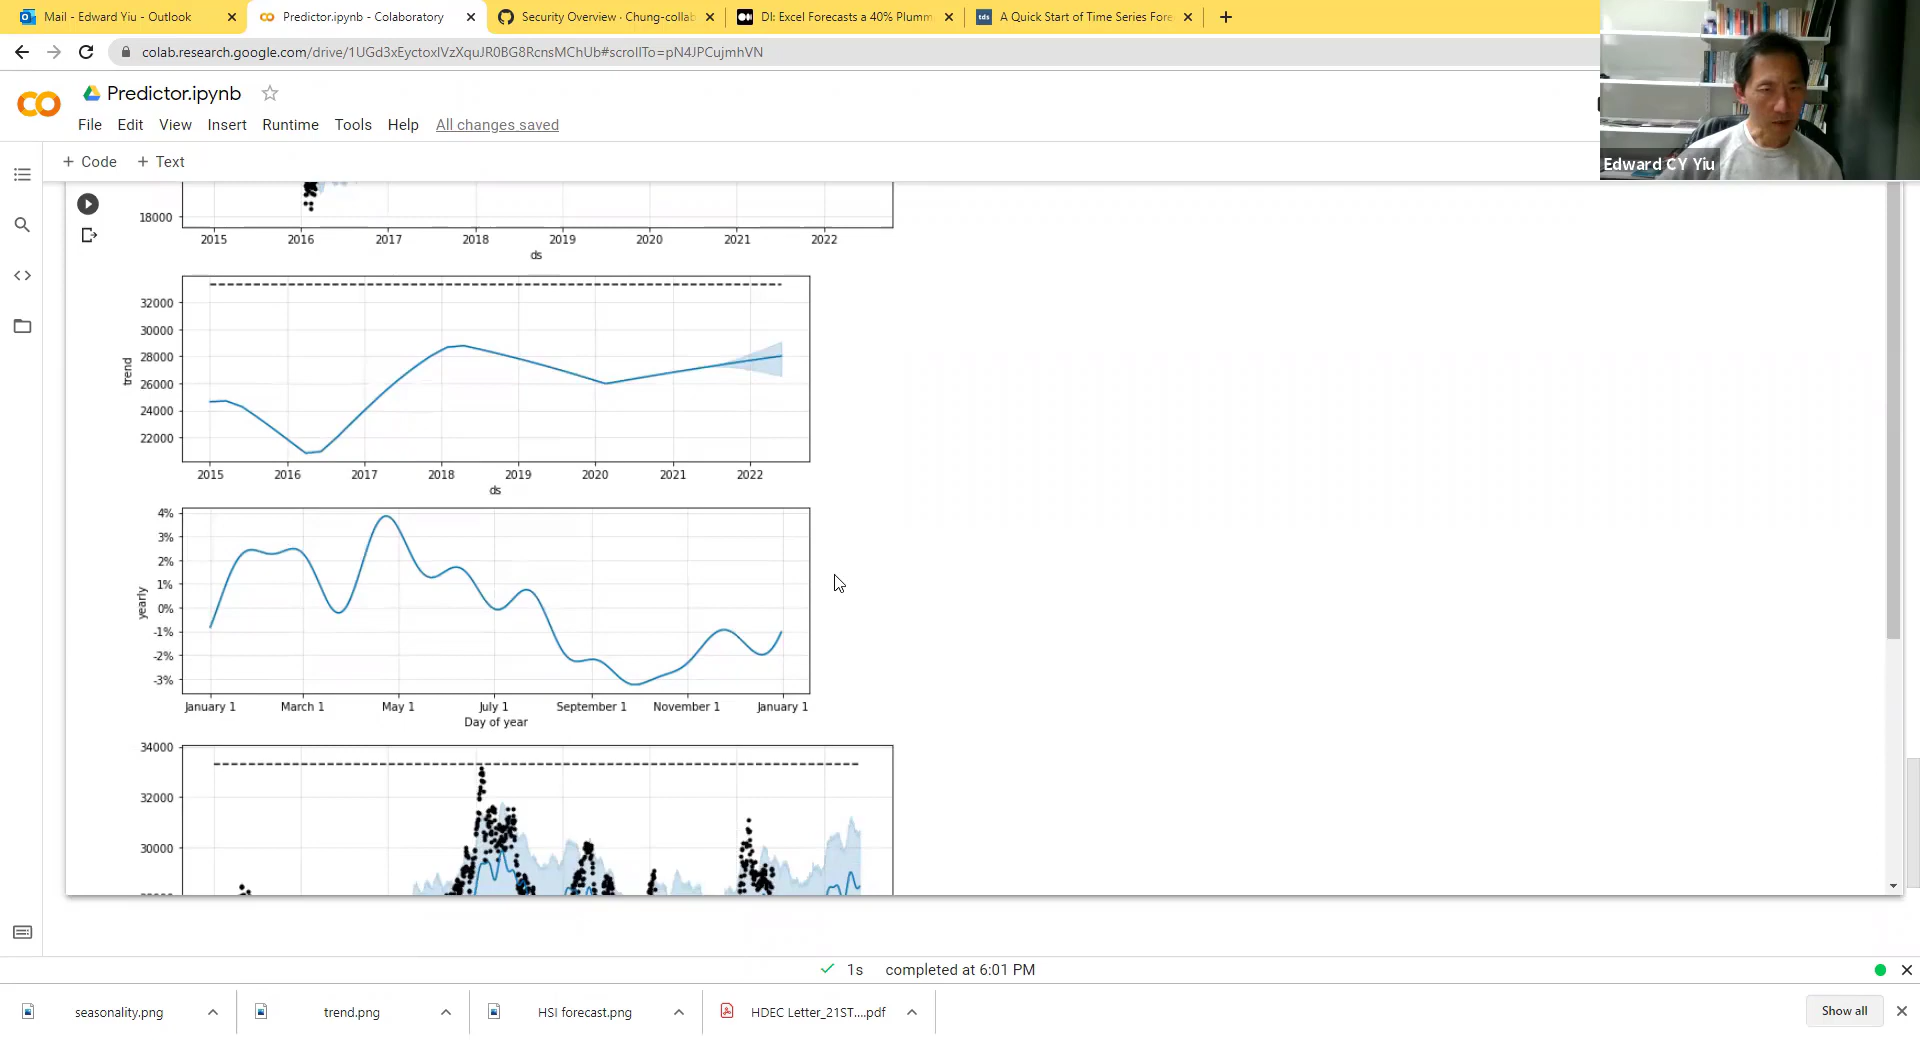 Mail - Edward Yiu - Outlook
Predictor.ipynb - Colaboratory
Security Overview · Chung-collab
DI: Excel Forecasts a 40% Plumm
tds A Quick Start of Time Series Fore
colab.research.google.com/drive/1UGd3xEyctoxIVzXquJR0BG8RcnsMChUb#scrollTo=pN4JPCujmhVN
Edward CY Yiu
Predictor.ipynb
File Edit View Insert Runtime Tools Help All changes saved
+ Code + Text
18000
2015 2016 2017 2018 2019 2020 2021 2022
ds
32000
30000
28000
26000
24000
22000
trend
2015 2016 2017 2018 2019 2020 2021 2022
ds
4%
3%
2%
1%
0%
-1%
-2%
-3%
yearly
January 1 March 1 May 1 July 1 September 1 November 1 January 1
Day of year
34000
32000
30000
1s completed at 6:01 PM
seasonality.png
trend.png
HSI forecast.png
HDEC Letter_21ST....pdf
Show all